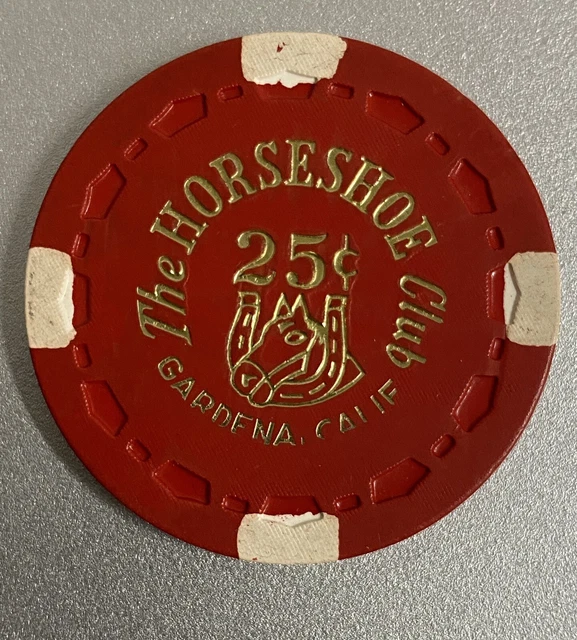 The HORSESHOE Club
25¢
GARDENA, CALIF